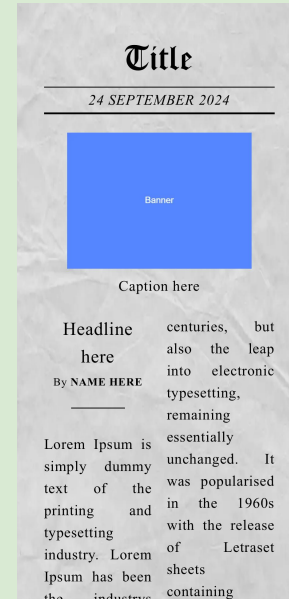 Title
24 SEPTEMBER 2024
Banner
Caption here
Headline
here
By NAME HERE
Lorem Ipsum is
simply dummy
text of the
printing and
typesetting
industry. Lorem
Ipsum has been
the industrys
centuries, but
also the leap
into electronic
typesetting,
remaining
essentially
unchanged. It
was popularised
in the 1960s
with the release
of Letraset
sheets
containing